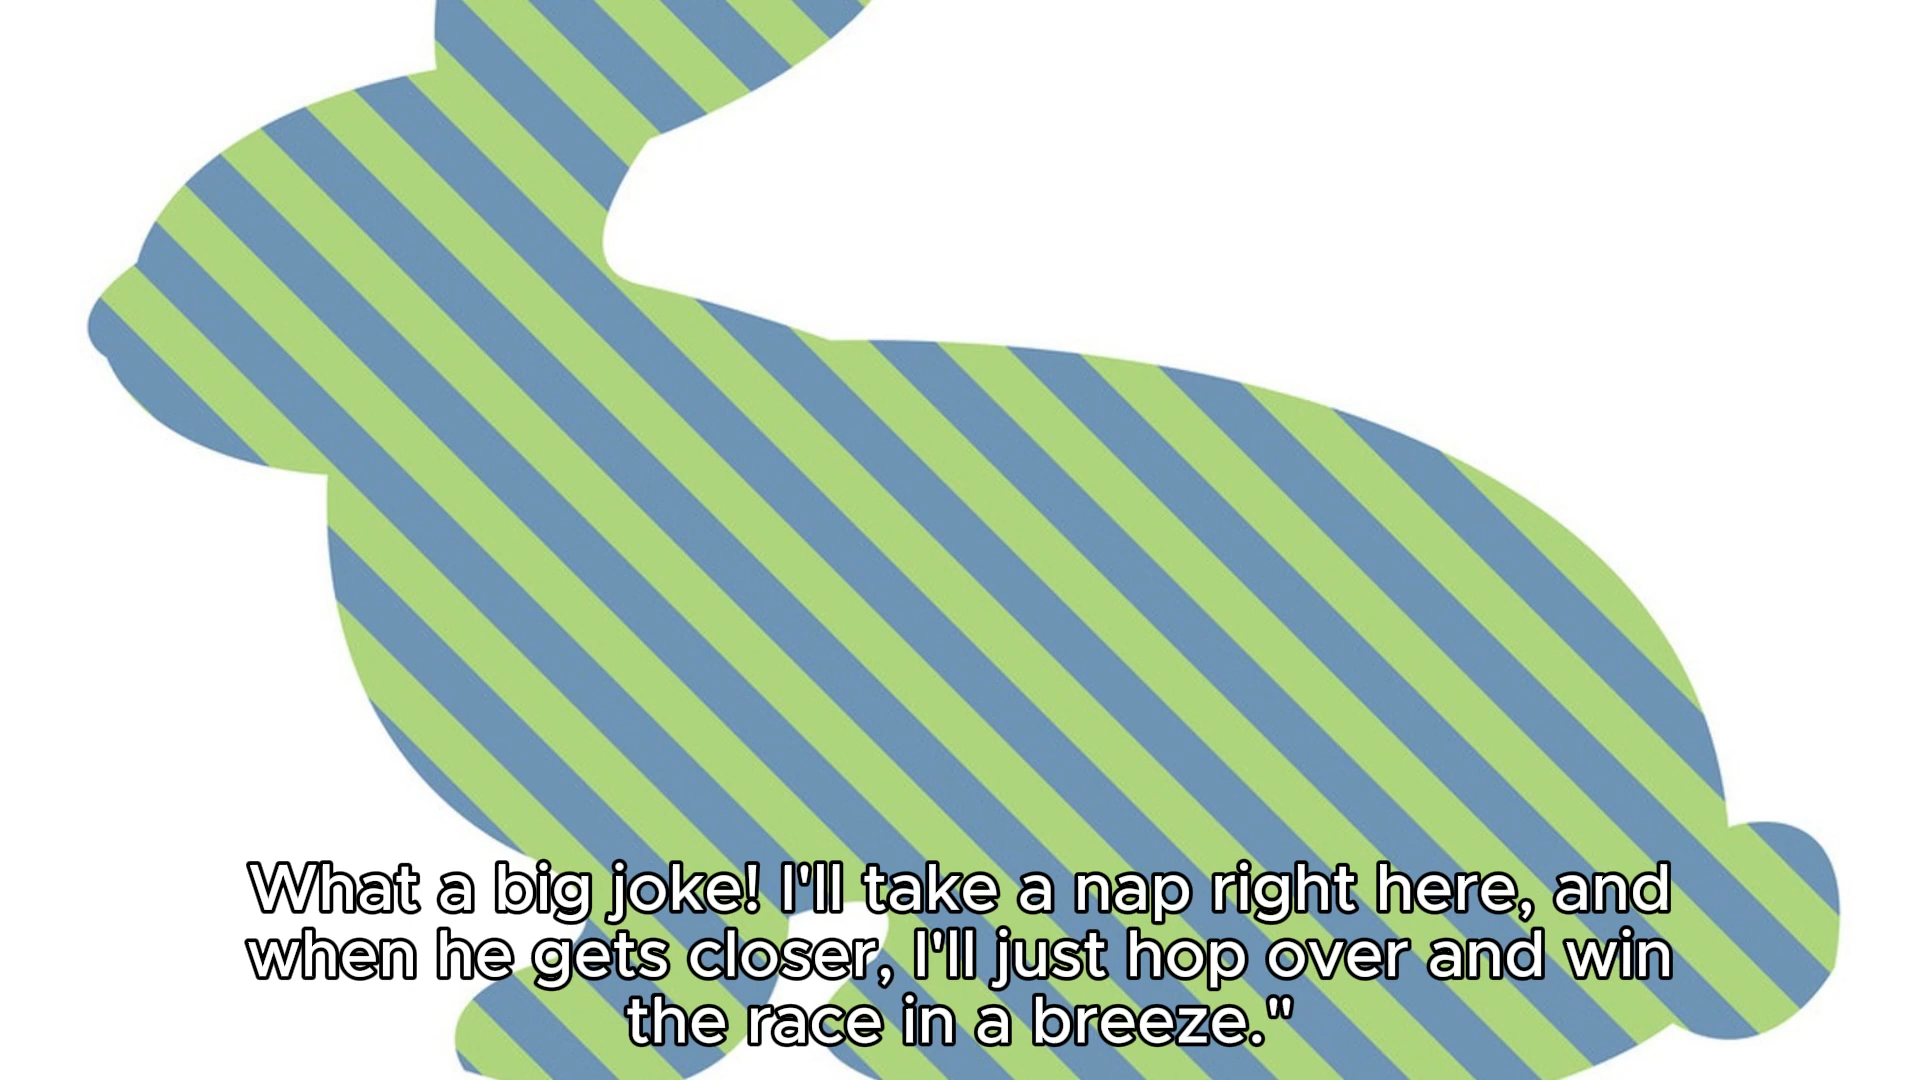 What a big joke! I'll take a nap right here, and
when he gets closer, I'll just hop over and win
the race in a breeze."